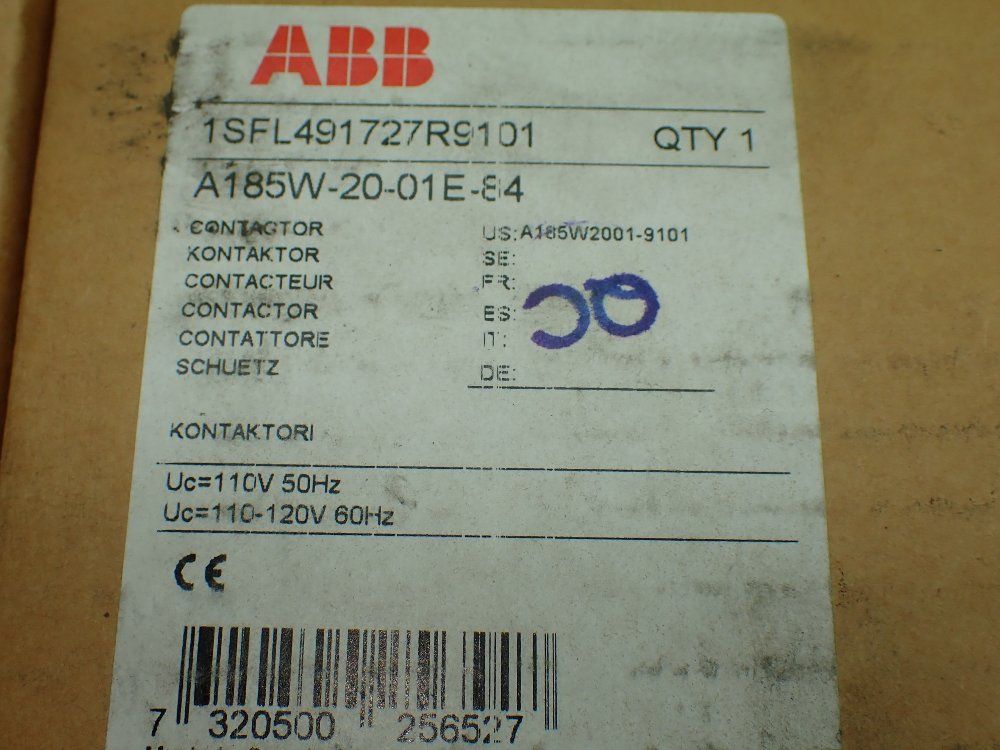 ABB
1SFL491727R9101 QTY 1
A185W-20-01E-84
CONTACTOR US:A185W2001-9101
KONTAKTOR SE:
CONTACTEUR FR:
CONTACTOR ES:
CONTATTORE IT:
SCHUETZ DE:
KONTAKTORI
Uc=110V 50Hz
Uc=110-120V 60Hz
CE
7 320500 256527